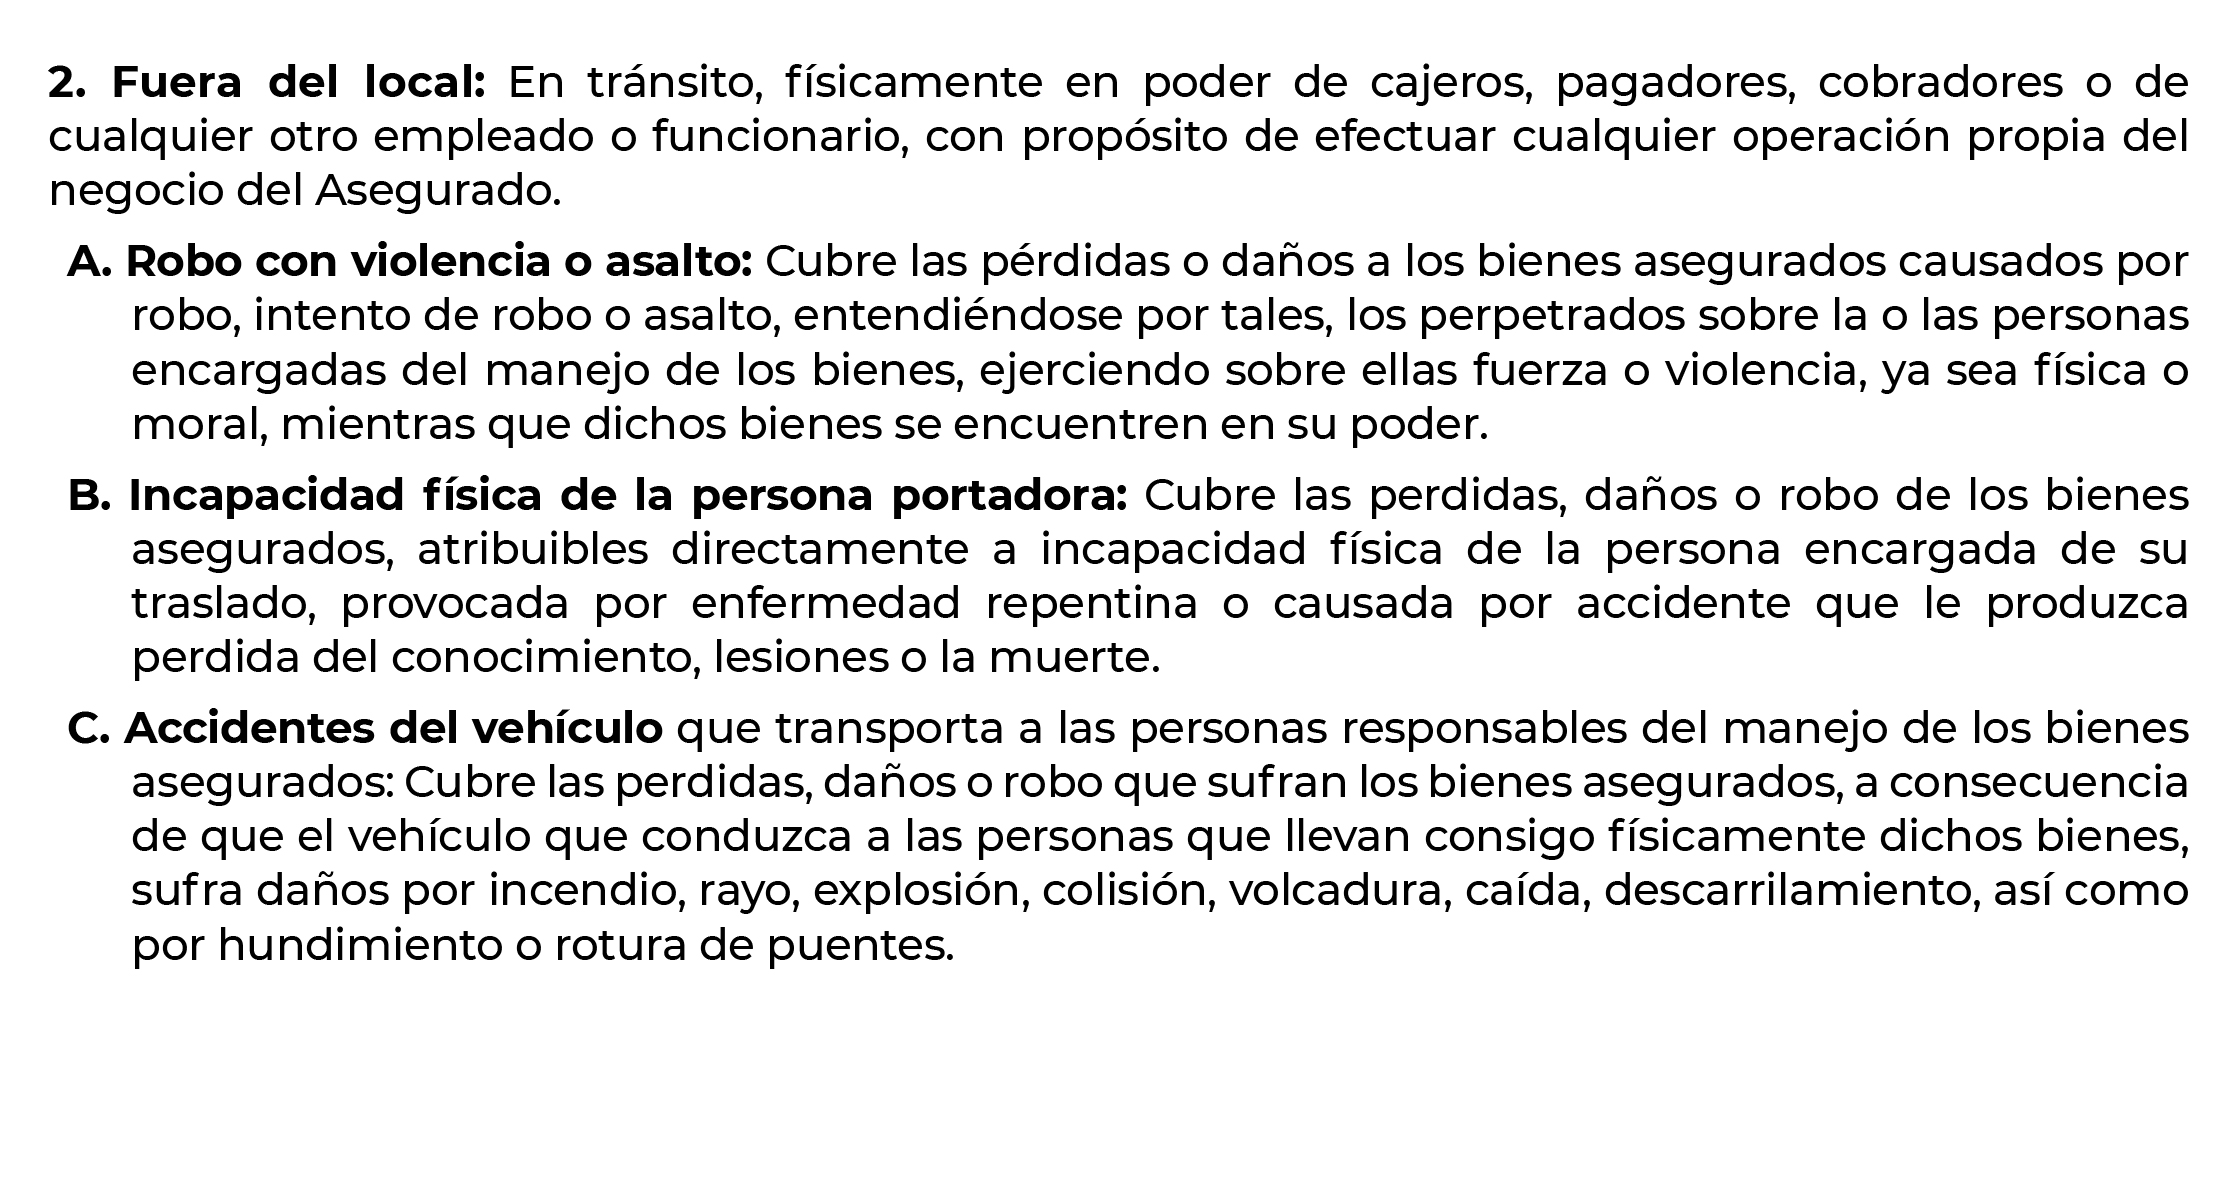 2. Fuera del local: En tránsito, físicamente en poder de cajeros, pagadores, cobradores o de
cualquier otro empleado o funcionario, con propósito de efectuar cualquier operación propia del
negocio del Asegurado.
A. Robo con violencia o asalto: Cubre las pérdidas o daños a los bienes asegurados causados por
robo, intento de robo o asalto, entendiéndose por tales, los perpetrados sobre la o las personas
encargadas del manejo de los bienes, ejerciendo sobre ellas fuerza o violencia, ya sea física o
moral, mientras que dichos bienes se encuentren en su poder.
B. Incapacidad física de la persona portadora: Cubre las perdidas, daños o robo de los bienes
asegurados, atribuibles directamente a incapacidad física de la persona encargada de su
traslado, provocada por enfermedad repentina o causada por accidente que le produzca
perdida del conocimiento, lesiones o la muerte.
C. Accidentes del vehículo que transporta a las personas responsables del manejo de los bienes
asegurados: Cubre las perdidas, daños o robo que sufran los bienes asegurados, a consecuencia
de que el vehículo que conduzca a las personas que llevan consigo físicamente dichos bienes,
sufra daños por incendio, rayo, explosión, colisión, volcadura, caída, descarrilamiento, así como
por hundimiento o rotura de puentes.